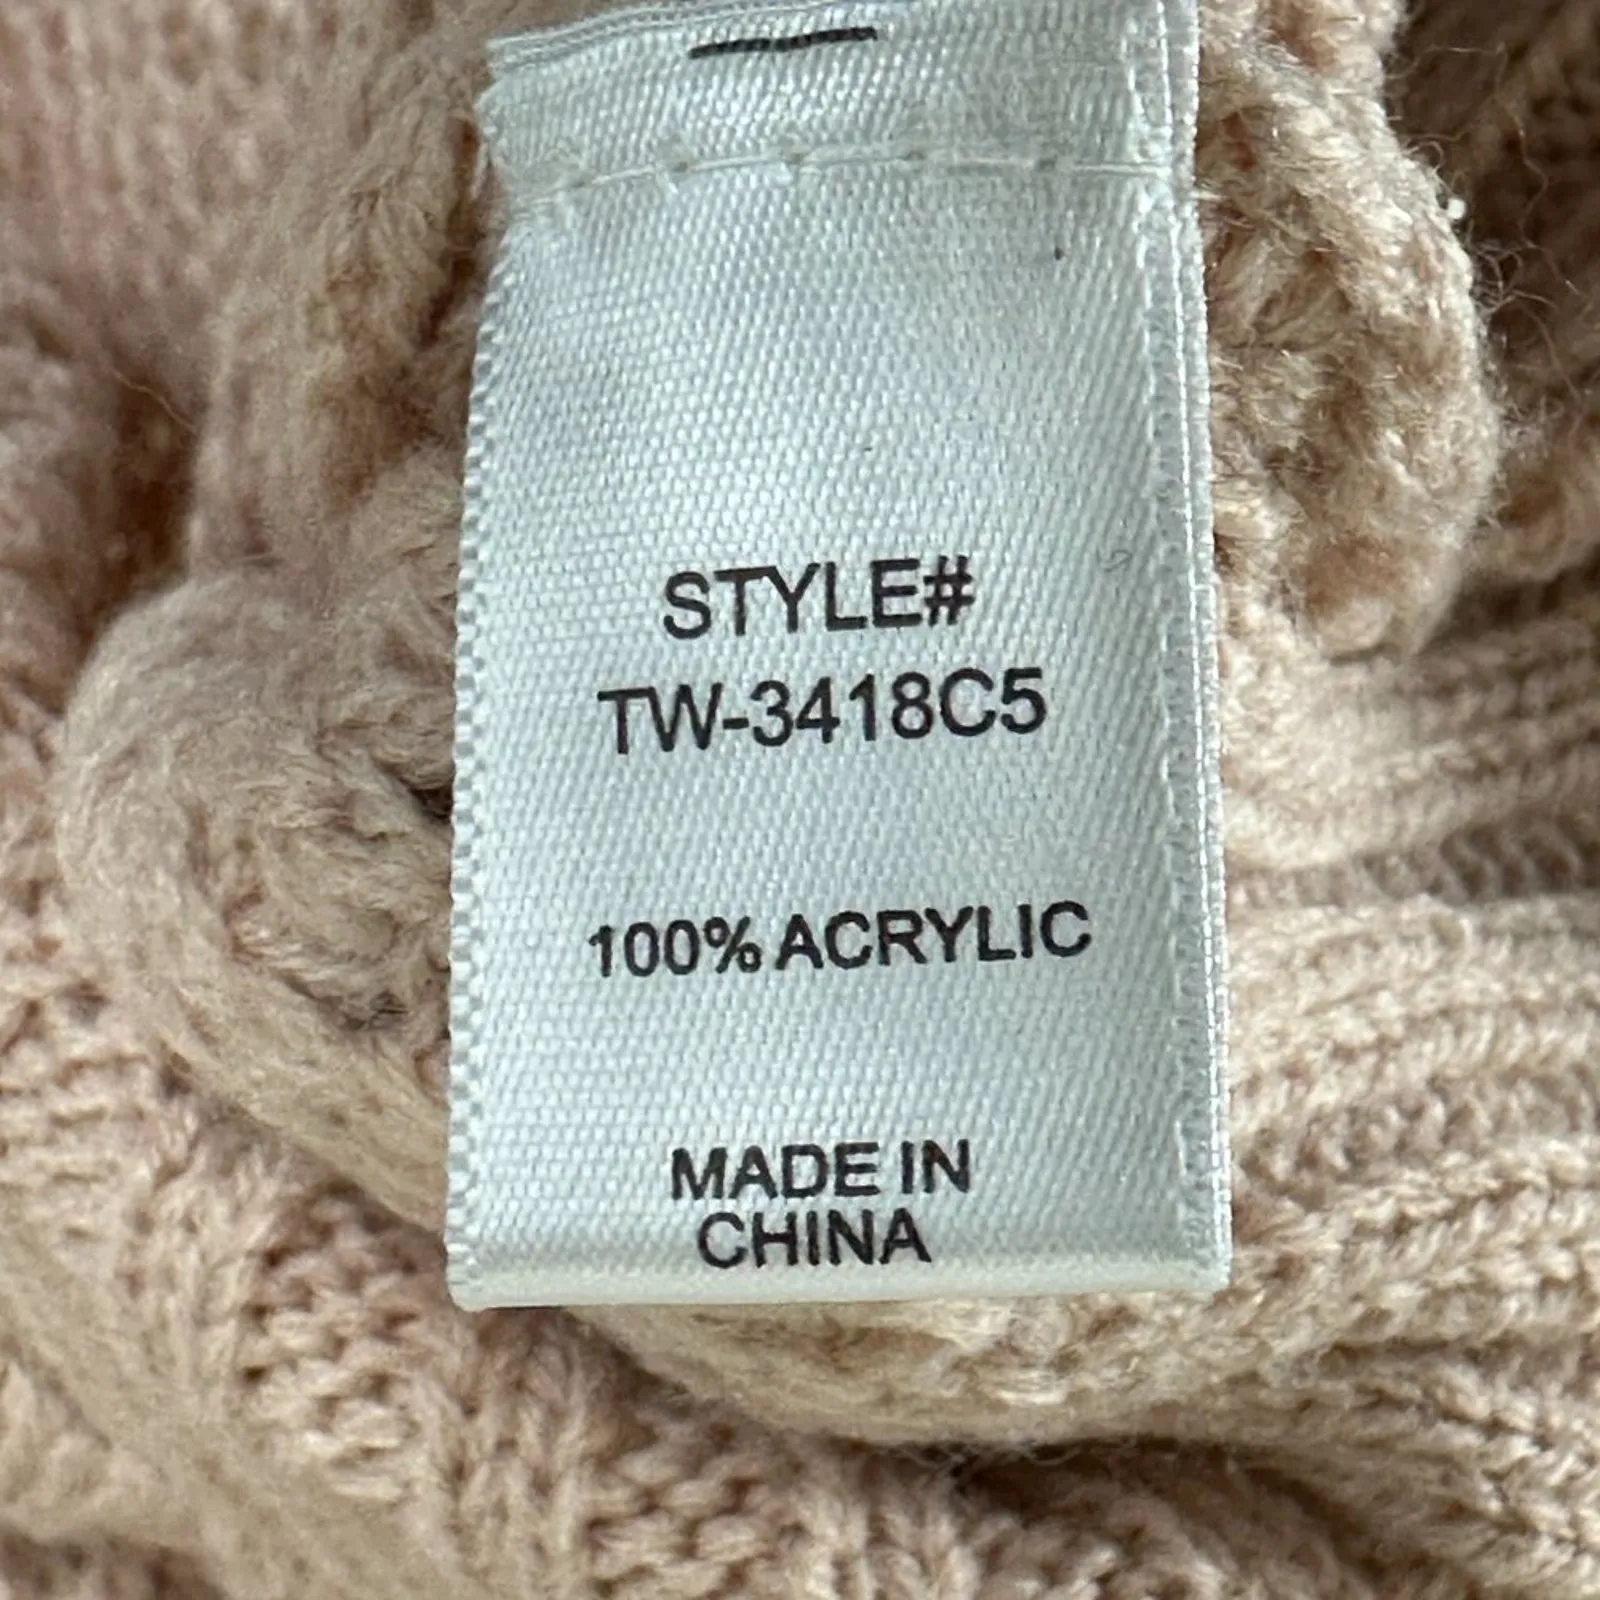 STYLE#
TW-3418C5
100% ACRYLIC
MADE IN
CHINA